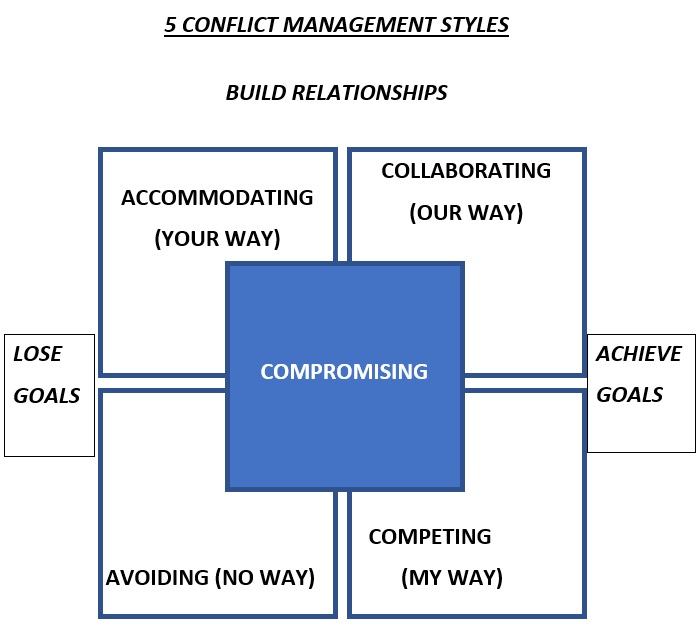 5 CONFLICT MANAGEMENT STYLES
BUILD RELATIONSHIPS
ACCOMMODATING
(YOUR WAY)
COLLABORATING
(OUR WAY)
LOSE
GOALS
COMPROMISING
ACHIEVE
GOALS
AVOIDING (NO WAY)
COMPETING
(MY WAY)